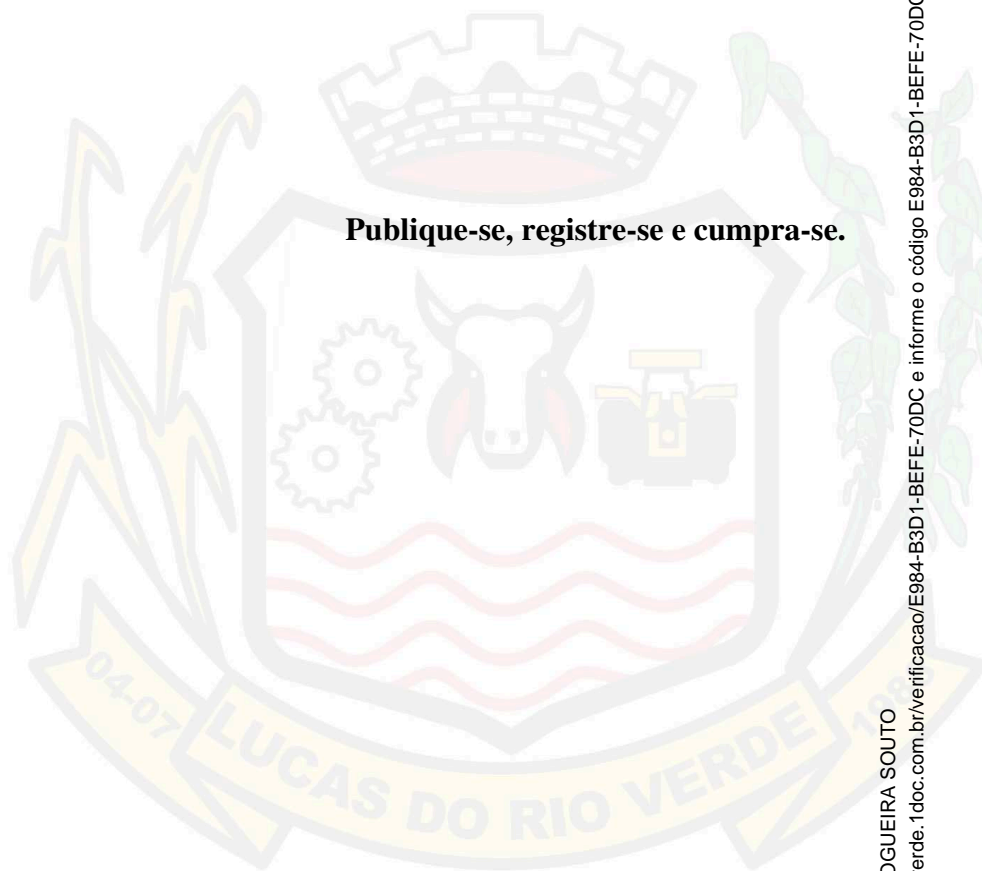 Publique-se, registre-se e cumpra-se.
04-07
LUCAS DO RIO VERDE
OGUEIRA SOUTO
erde.1doc.com.br/verificacao/E984-B3D1-BEFE-70DC e informe o código E984-B3D1-BEFE-70DC